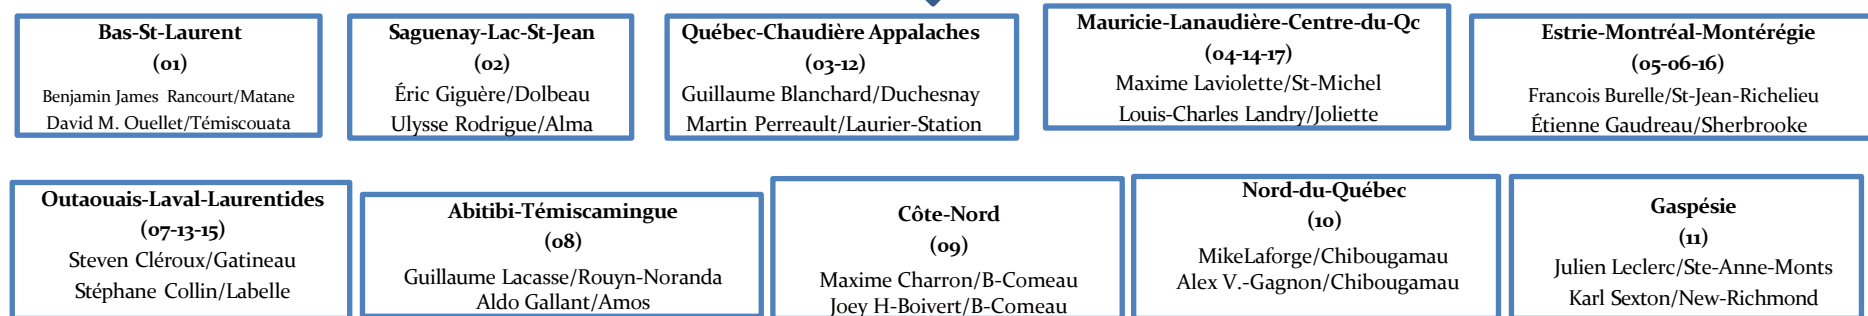 Bas-St-Laurent
(01)
Benjamin James Rancourt/Matane
David M. Ouellet/Témiscouata
Saguenay-Lac-St-Jean
(02)
Éric Giguère/Dolbeau
Ulysse Rodrigue/Alma
Québec-Chaudière Appalaches
(03-12)
Guillaume Blanchard/Duchesnay
Martin Perreault/Laurier-Station
Mauricie-Lanaudière-Centre-du-Qc
(04-14-17)
Maxime Laviolette/St-Michel
Louis-Charles Landry/Joliette
Estrie-Montréal-Montérégie
(05-06-16)
Francois Burelle/St-Jean-Richelieu
Étienne Gaudreau/Sherbrooke
Outaouais-Laval-Laurentides
(07-13-15)
Steven Cléroux/Gatineau
Stéphane Collin/Labelle
Abitibi-Témiscamingue
(08)
Guillaume Lacasse/Rouyn-Noranda
Aldo Gallant/Amos
Côte-Nord
(09)
Maxime Charron/B-Comeau
Joey H-Boivert/B-Comeau
Nord-du-Québec
(10)
MikeLaforge/Chibougamau
Alex V.-Gagnon/Chibougamau
Gaspésie
(11)
Julien Leclerc/Ste-Anne-Monts
Karl Sexton/New-Richmond